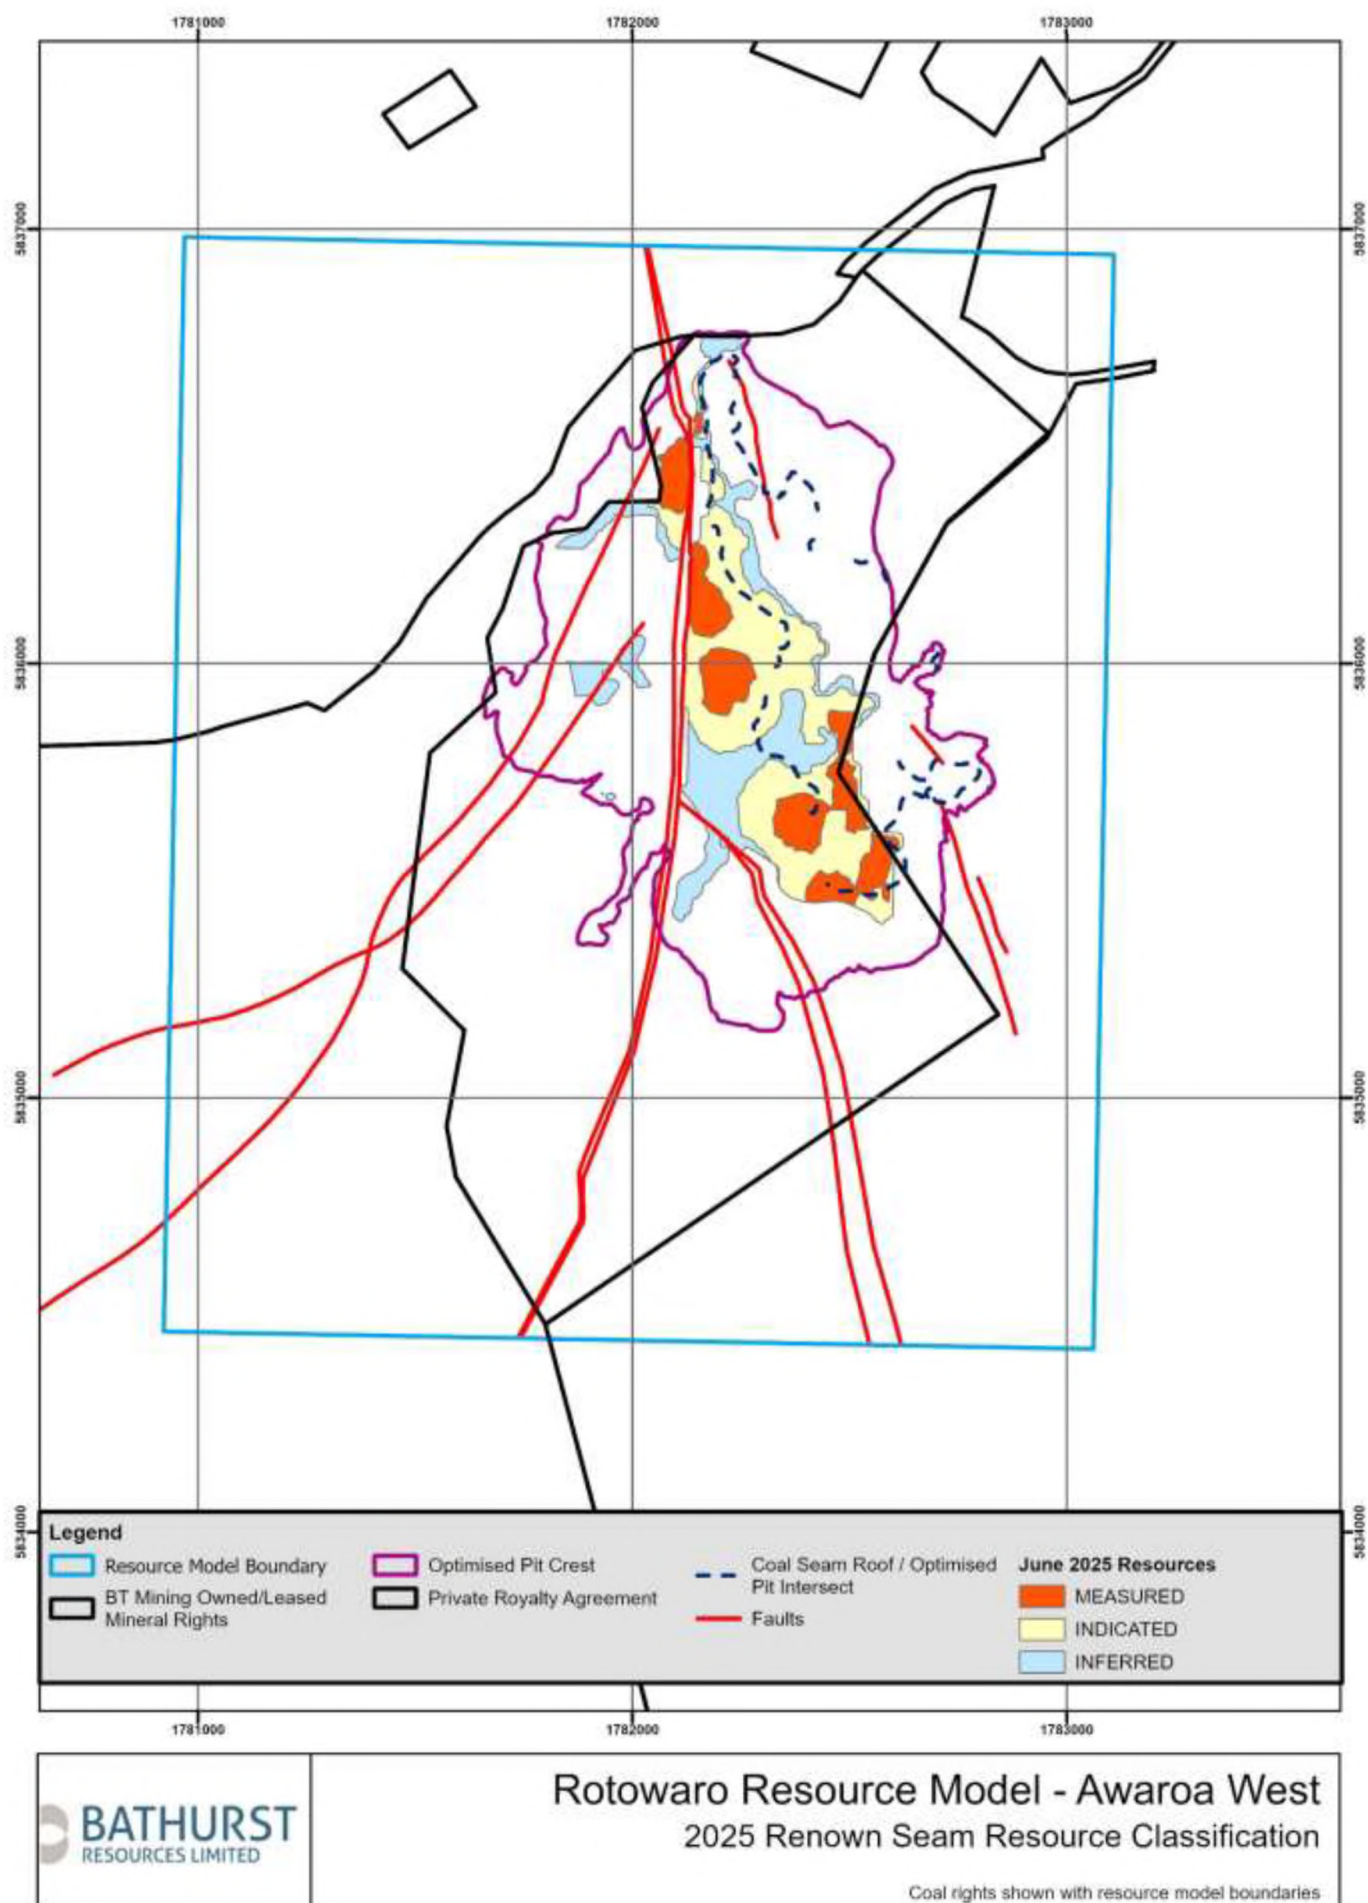 1781000 1782000 1783000
5837000 5837000
5836000 5836000
5835000 5835000
5834000 5834000
Legend
Resource Model Boundary
BT Mining Owned/Leased
Mineral Rights
Optimised Pit Crest
Private Royalty Agreement
Coal Seam Roof / Optimised
Pit Intersect
Faults
June 2025 Resources
MEASURED
INDICATED
INFERRED
1781000 1782000 1783000
BATHURST
RESOURCES LIMITED
Rotowaro Resource Model - Awaroa West
2025 Renown Seam Resource Classification
Coal rights shown with resource model boundaries